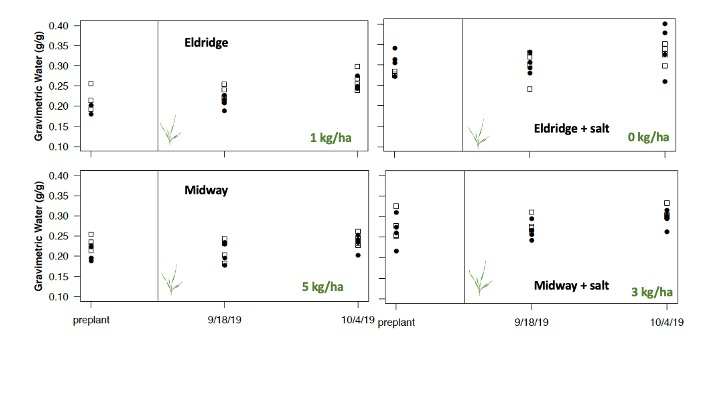 Gravimetric Water (g/g)
0.40
0.35
0.30
0.25
0.20
0.15
0.10
Eldridge
1 kg/ha
Eldridge + salt
0 kg/ha
Gravimetric Water (g/g)
0.40
0.35
0.30
0.25
0.20
0.15
0.10
Midway
5 kg/ha
Midway + salt
3 kg/ha
preplant 9/18/19 10/4/19
preplant 9/18/19 10/4/19